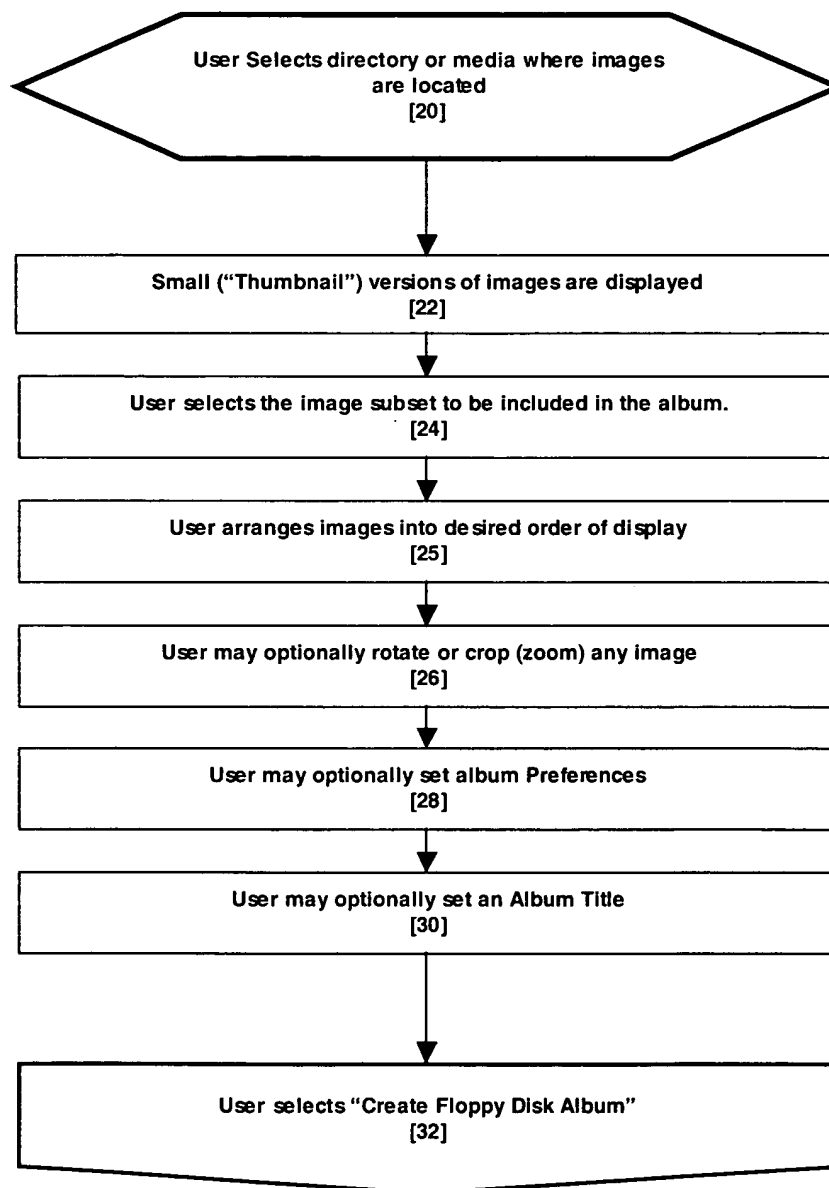 User Selects directory or media where images
are located
[20]
Small (“Thumbnail”) versions of images are displayed
[22]
User selects the image subset to be included in the album.
[24]
User arranges images into desired order of display
[25]
User may optionally rotate or crop (zoom) any image
[26]
User may optionally set album Preferences
[28]
User may optionally set an Album Title
[30]
User selects “Create Floppy Disk Album”
[32]